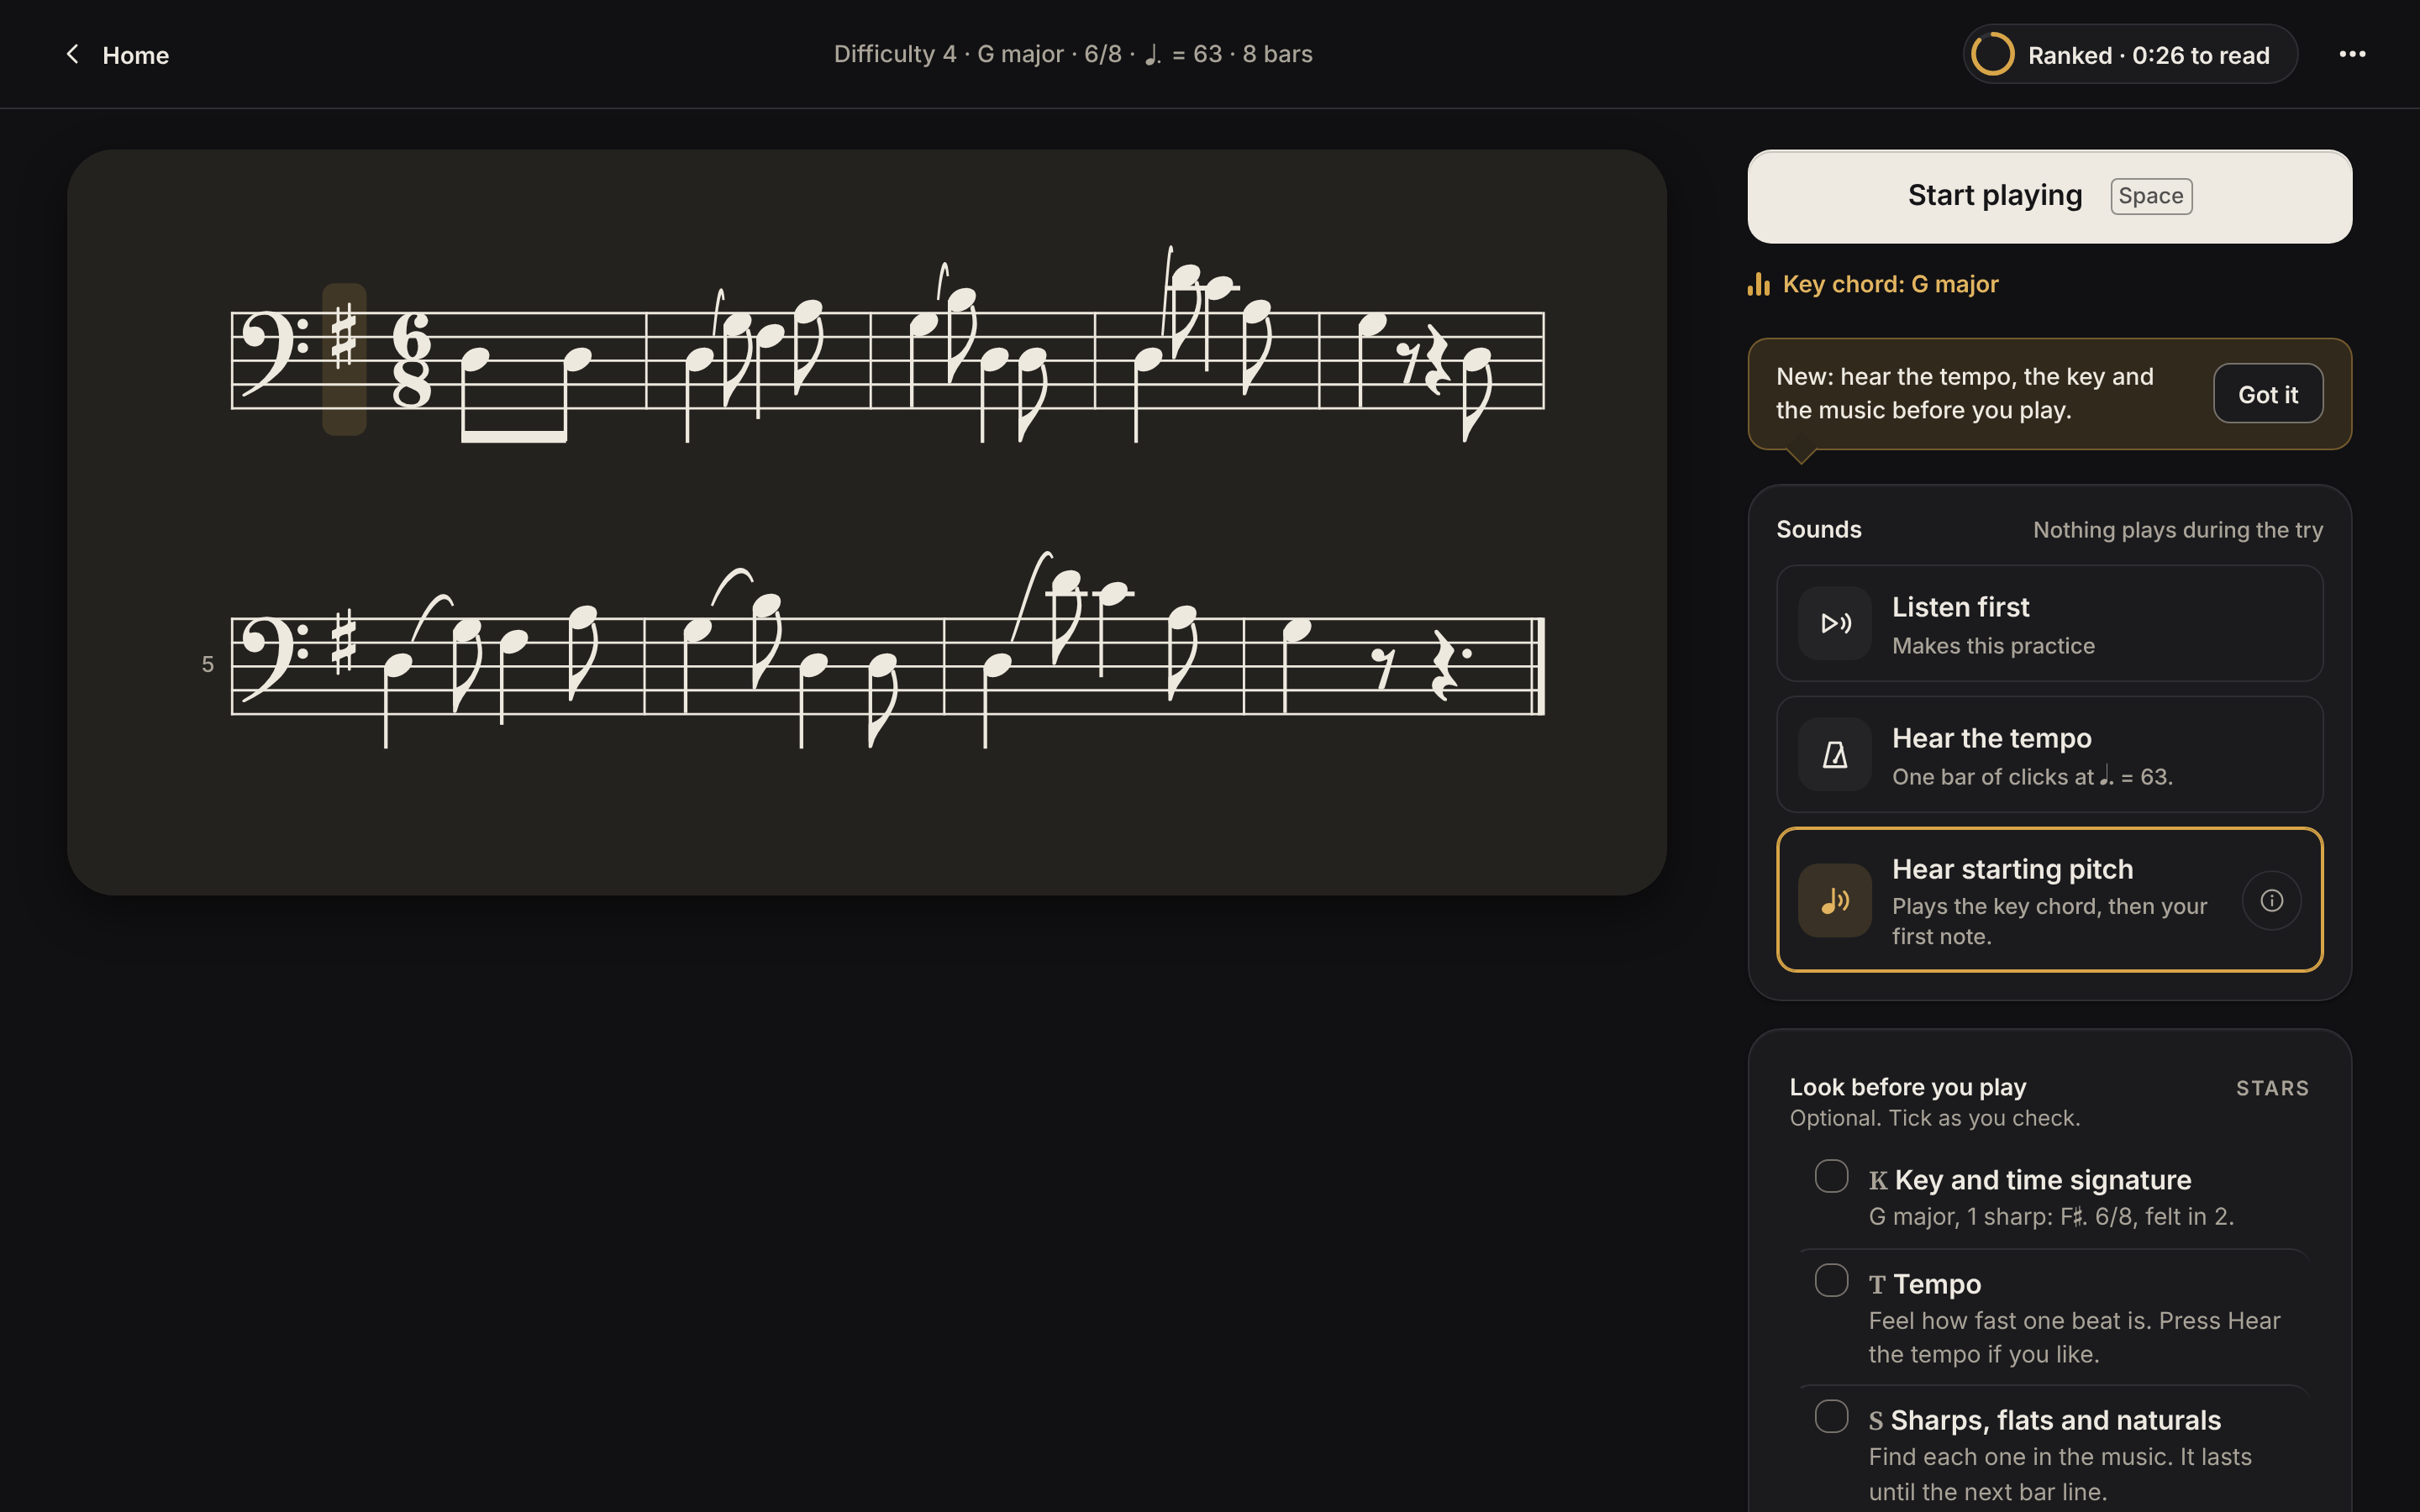 Home
Difficulty 4 · G major · 6/8 · ♩. = 63 · 8 bars
Ranked · 0:26 to read
Start playing Space
Key chord: G major
New: hear the tempo, the key and
the music before you play.
Got it
6
8
5
Sounds
Nothing plays during the try
Listen first
Makes this practice
Hear the tempo
One bar of clicks at ♩. = 63.
Hear starting pitch
Plays the key chord, then your
first note.
Look before you play
STARS
Optional. Tick as you check.
K Key and time signature
G major, 1 sharp: F♯. 6/8, felt in 2.
T Tempo
Feel how fast one beat is. Press Hear
the tempo if you like.
S Sharps, flats and naturals
Find each one in the music. It lasts
until the next bar line.